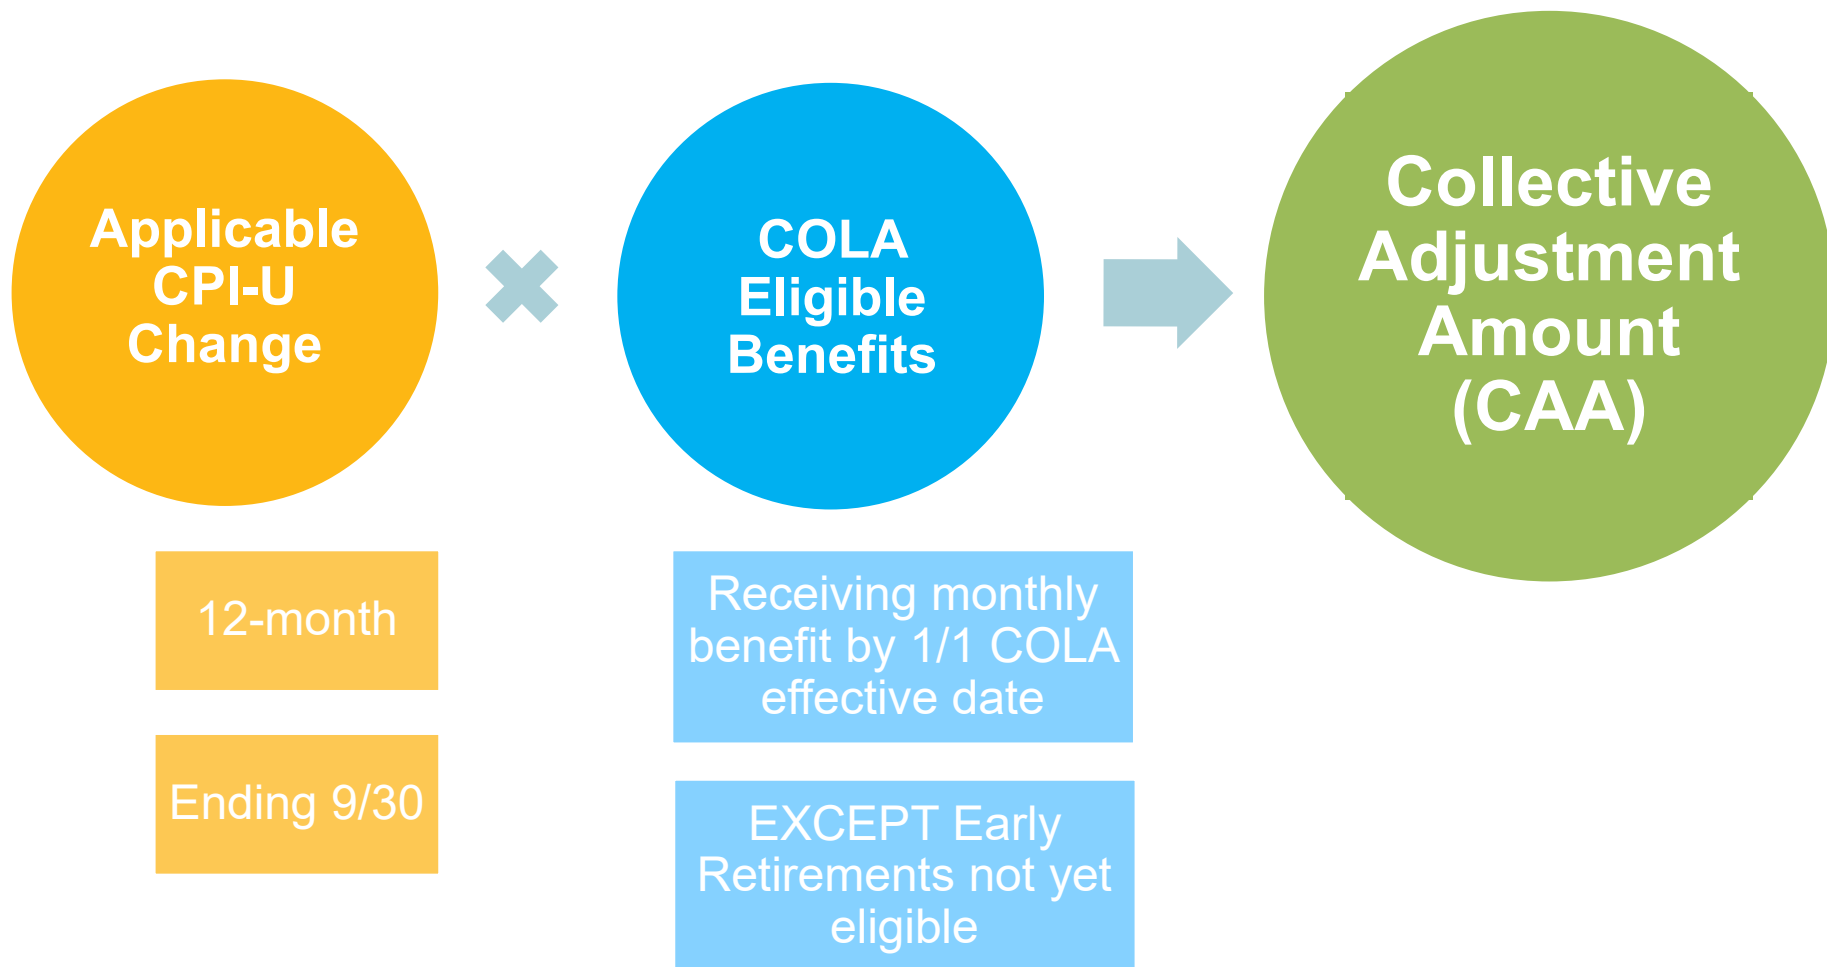 Applicable
CPI-U
Change
COLA
Eligible
Benefits
Collective
Adjustment
Amount
(CAA)
12-month
Ending 9/30
Receiving monthly
benefit by 1/1 COLA
effective date
EXCEPT Early
Retirements not yet
eligible